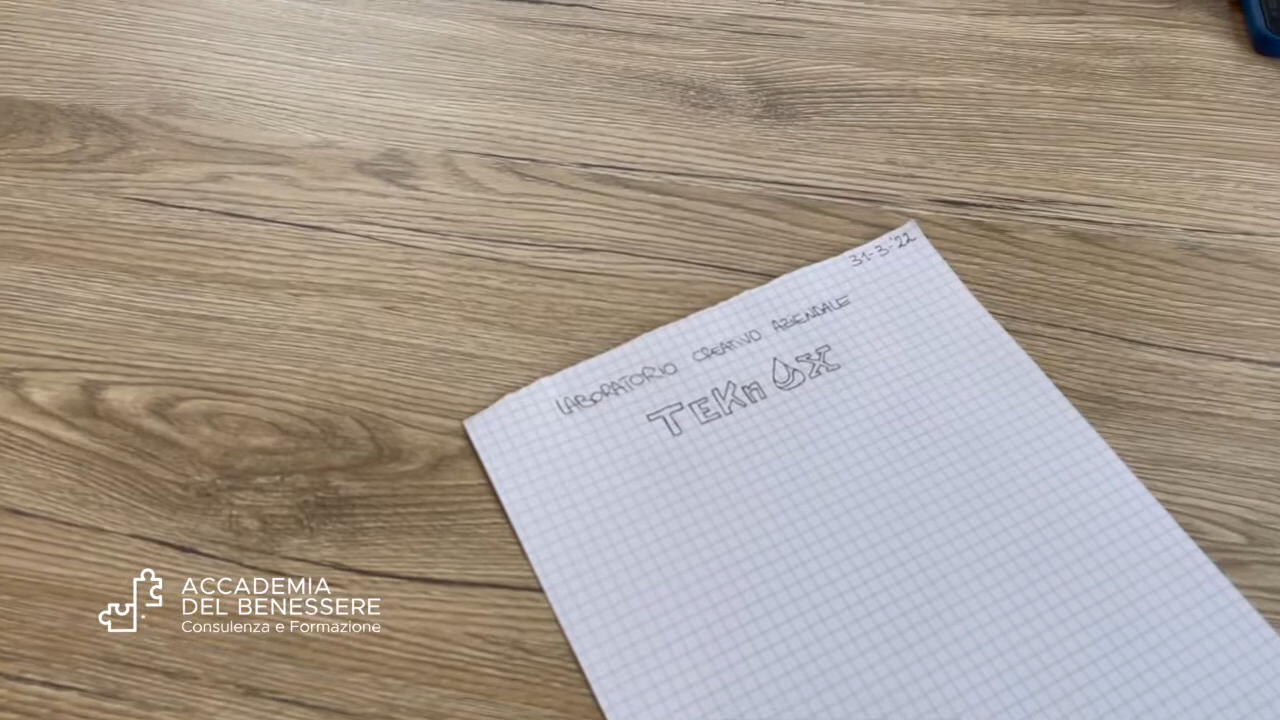 31-3-'22
LABORATORIO CREATIVO AZIENDALE
TEKnOX
ACCADEMIA
DEL BENESSERE
Consulenza e Formazione